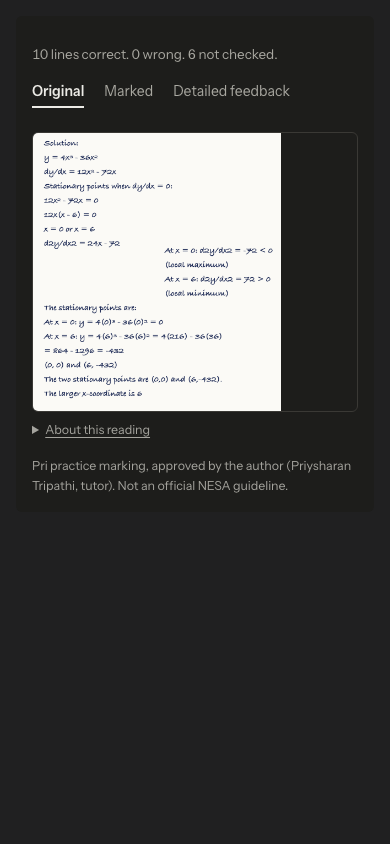 10 lines correct. 0 wrong. 6 not checked.
Original Marked Detailed feedback
Solution:
y = 4x³ - 36x²
dy/dx = 12x² - 72x
Stationary points when dy/dx = 0:
12x² - 72x = 0
12x(x - 6) = 0
x = 0 or x = 6
d2y/dx2 = 24x - 72
At x = 0: d2y/dx2 = -72 < 0
(local maximum)
At x = 6: d2y/dx2 = 72 > 0
(local minimum)
The stationary points are:
At x = 0: y = 4(0)³ - 36(0)² = 0
At x = 6: y = 4(6)³ - 36(6)² = 4(216) - 36(36)
= 864 - 1296 = -432
(0, 0) and (6, -432)
The two stationary points are (0,0) and (6,-432).
The larger x-coordinate is 6
About this reading
Pri practice marking, approved by the author (Priysharan
Tripathi, tutor). Not an official NESA guideline.